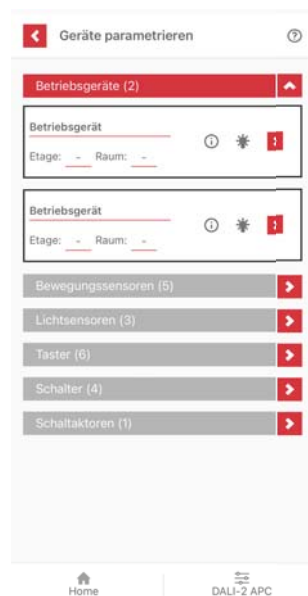 Geräte parametrieren
Betriebsgeräte (2)
Betriebsgerät
Etage: - Raum: -
Betriebsgerät
Etage: - Raum: -
Bewegungssensoren (5)
Lichtsensoren (3)
Taster (6)
Schalter (4)
Schaltaktoren (1)
Home DALI-2 APC